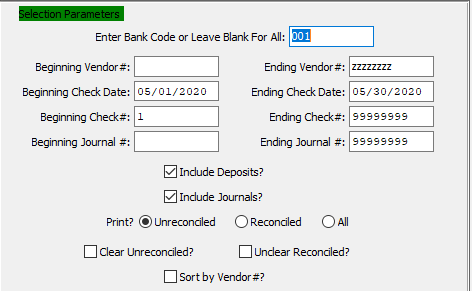 Selection Parameters
Enter Bank Code or Leave Blank For All: 001
Beginning Vendor#: Ending Vendor#: zzzzzzzz
Beginning Check Date: 05/01/2020 Ending Check Date: 05/30/2020
Beginning Check#: 1 Ending Check#: 99999999
Beginning Journal #: Ending Journal #: 99999999
Include Deposits?
Include Journals?
Print? Unreconciled Reconciled All
Clear Unreconciled? Unclear Reconciled?
Sort by Vendor#?